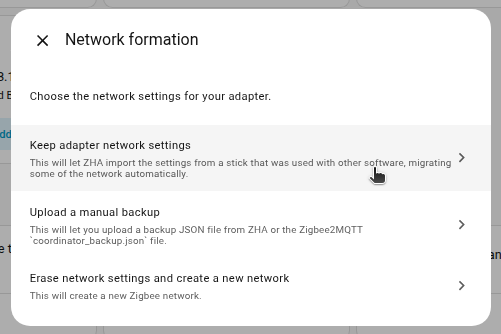 Network formation
Choose the network settings for your adapter.
Keep adapter network settings
This will let ZHA import the settings from a stick that was used with other software, migrating
some of the network automatically.
Upload a manual backup
This will let you upload a backup JSON file from ZHA or the Zigbee2MQTT
`coordinator_backup.json` file.
Erase network settings and create a new network
This will create a new Zigbee network.